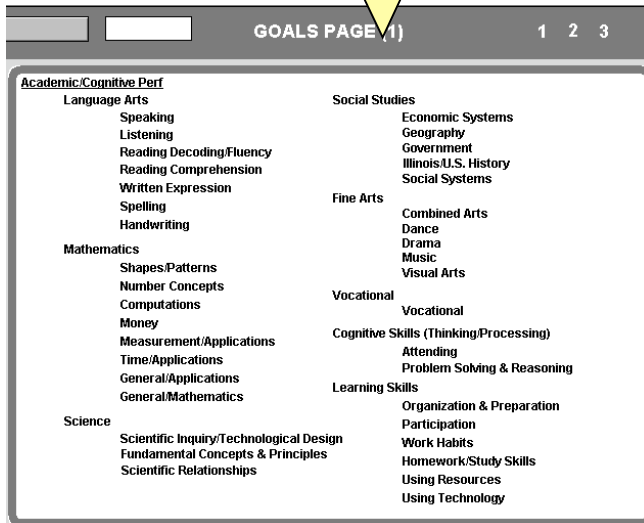 GOALS PAGE (1)
1 2 3
Academic/Cognitive Perf
Language Arts
Speaking
Listening
Reading Decoding/Fluency
Reading Comprehension
Written Expression
Spelling
Handwriting
Mathematics
Shapes/Patterns
Number Concepts
Computations
Money
Measurement/Applications
Time/Applications
General/Applications
General/Mathematics
Science
Scientific Inquiry/Technological Design
Fundamental Concepts & Principles
Scientific Relationships
Social Studies
Economic Systems
Geography
Government
Illinois/U.S. History
Social Systems
Fine Arts
Combined Arts
Dance
Drama
Music
Visual Arts
Vocational
Vocational
Cognitive Skills (Thinking/Processing)
Attending
Problem Solving & Reasoning
Learning Skills
Organization & Preparation
Participation
Work Habits
Homework/Study Skills
Using Resources
Using Technology